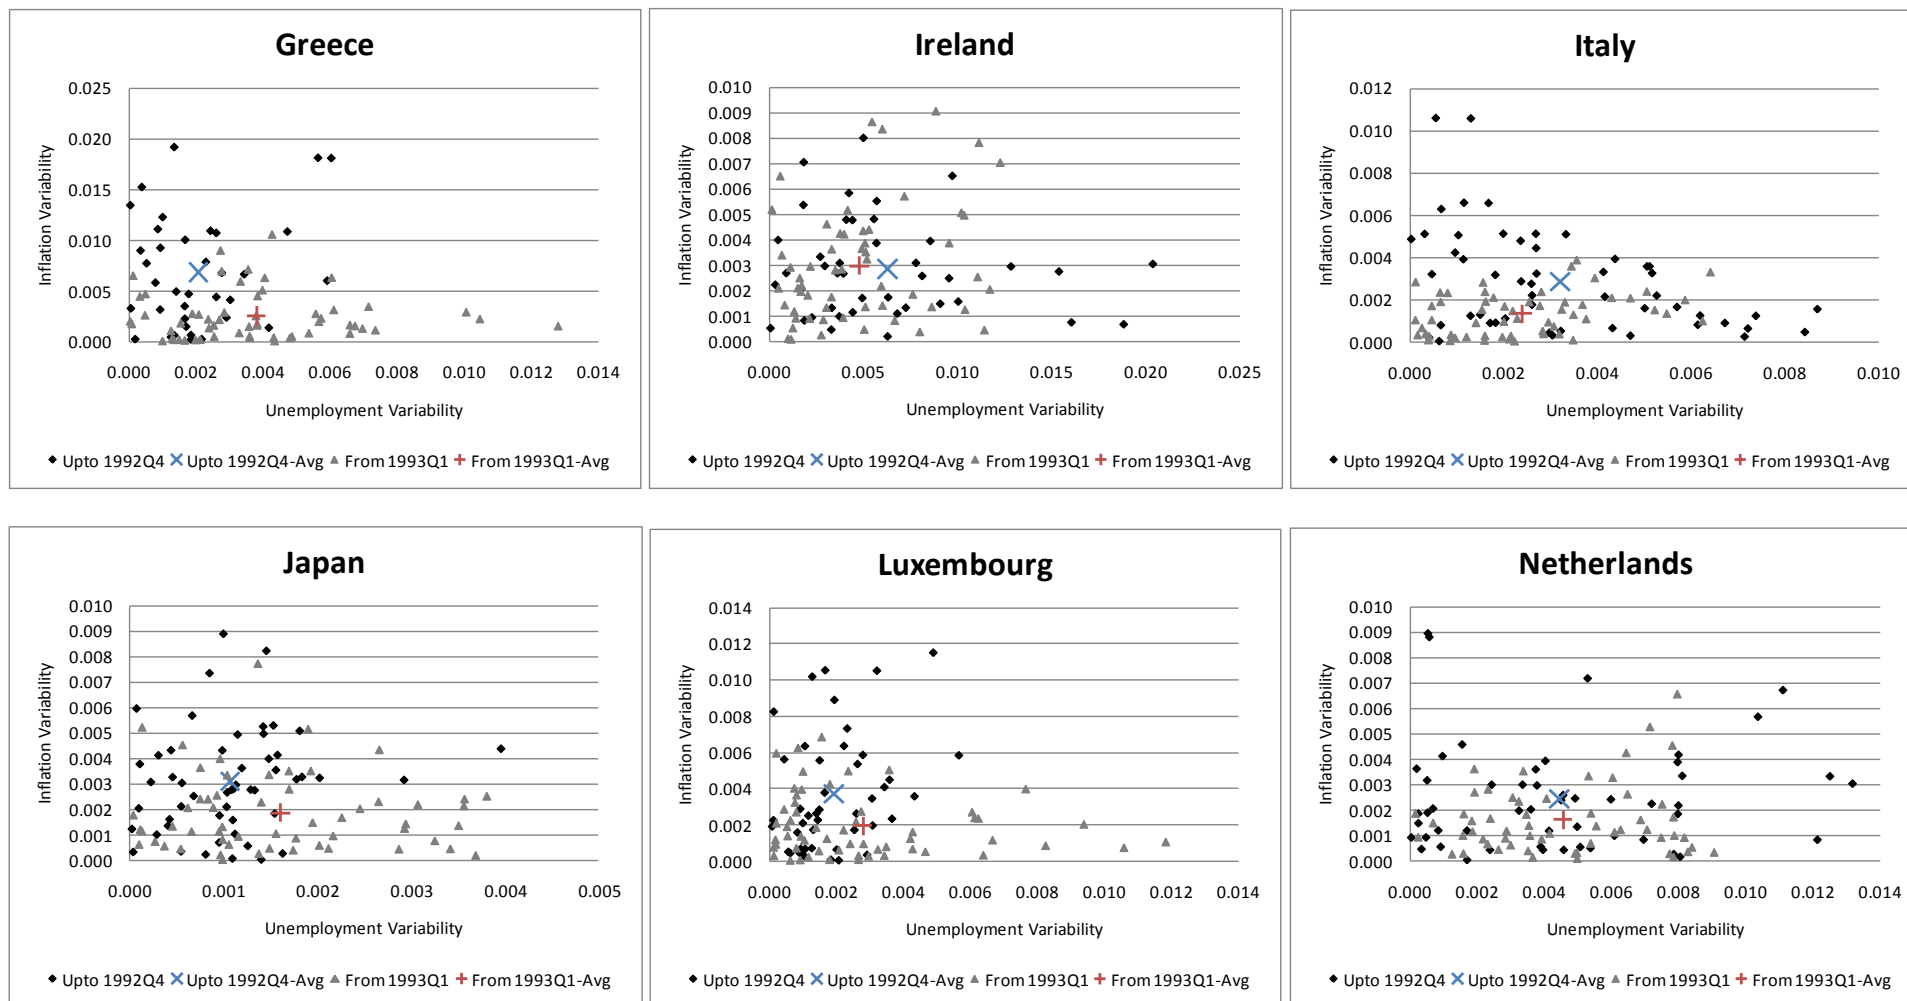 Greece
0.025
0.020
0.015
0.010
0.005
0.000
0.000 0.002 0.004 0.006 0.008 0.010 0.012 0.014
Inflation Variability
Unemployment Variability
Upto 1992Q4 Upto 1992Q4-Avg From 1993Q1 From 1993Q1-Avg
Ireland
0.010
0.009
0.008
0.007
0.006
0.005
0.004
0.003
0.002
0.001
0.000
0.000 0.005 0.010 0.015 0.020 0.025
Inflation Variability
Unemployment Variability
Upto 1992Q4 Upto 1992Q4-Avg From 1993Q1 From 1993Q1-Avg
Italy
0.012
0.010
0.008
0.006
0.004
0.002
0.000
0.000 0.002 0.004 0.006 0.008 0.010
Inflation Variability
Unemployment Variability
Upto 1992Q4 Upto 1992Q4-Avg From 1993Q1 From 1993Q1-Avg
Japan
0.010
0.009
0.008
0.007
0.006
0.005
0.004
0.003
0.002
0.001
0.000
0.000 0.001 0.002 0.003 0.004 0.005
Inflation Variability
Unemployment Variability
Upto 1992Q4 Upto 1992Q4-Avg From 1993Q1 From 1993Q1-Avg
Luxembourg
0.014
0.012
0.010
0.008
0.006
0.004
0.002
0.000
0.000 0.002 0.004 0.006 0.008 0.010 0.012 0.014
Inflation Variability
Unemployment Variability
Upto 1992Q4 Upto 1992Q4-Avg From 1993Q1 From 1993Q1-Avg
Netherlands
0.010
0.009
0.008
0.007
0.006
0.005
0.004
0.003
0.002
0.001
0.000
0.000 0.002 0.004 0.006 0.008 0.010 0.012 0.014
Inflation Variability
Unemployment Variability
Upto 1992Q4 Upto 1992Q4-Avg From 1993Q1 From 1993Q1-Avg